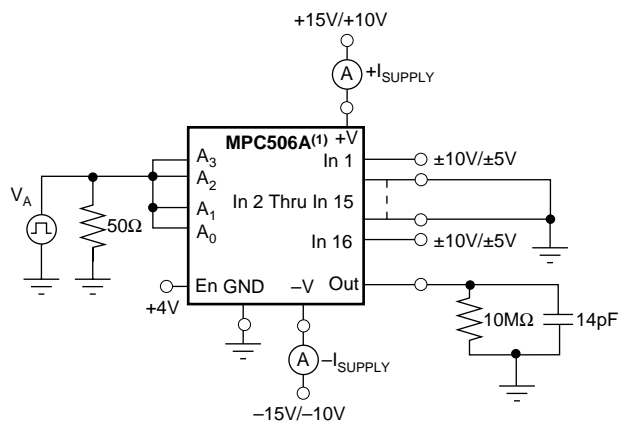 +15V/+10V
A
+I_SUPPLY
MPC506A(1)
+V
V_A
50Ω
A3
A2
A1
A0
In 1
±10V/±5V
In 2 Thru In 15
In 16
±10V/±5V
En
GND
–V
Out
+4V
10MΩ
14pF
A
–I_SUPPLY
–15V/–10V